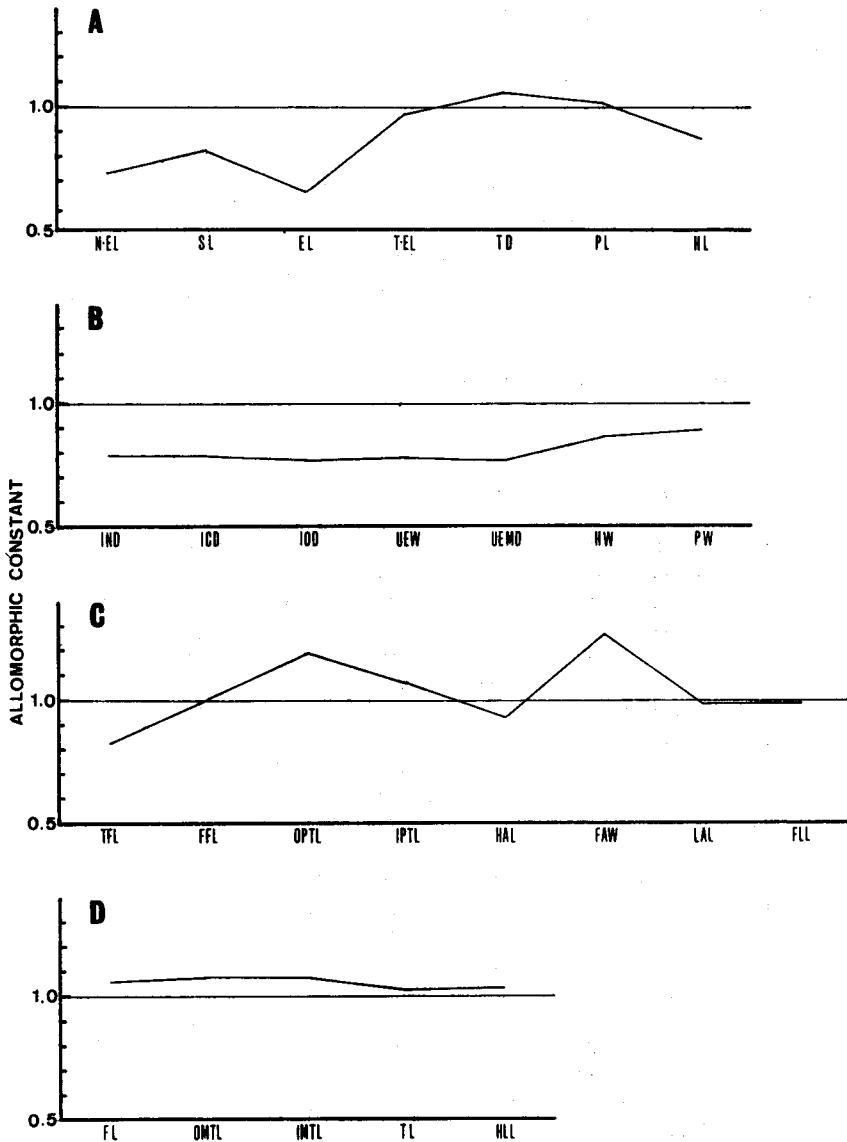 A
1.0
0.5
N-EL SL EL T-EL TD PL HL
B
1.0
0.5
IND ICD IOD UEW UEMD HW PW
ALLOMORPHIC CONSTANT
C
1.0
0.5
TFL FFL OPTL IPTL HAL FAW LAL FLL
D
1.0
0.5
FL OMTL IMTL TL HLL